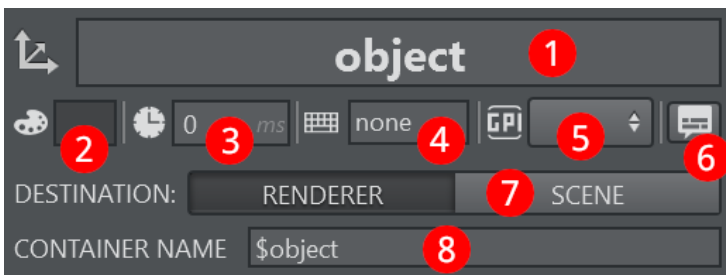 object 1
2 0 ms 3 none 4 GPI 5 6
DESTINATION: RENDERER 7 SCENE
CONTAINER NAME $object 8